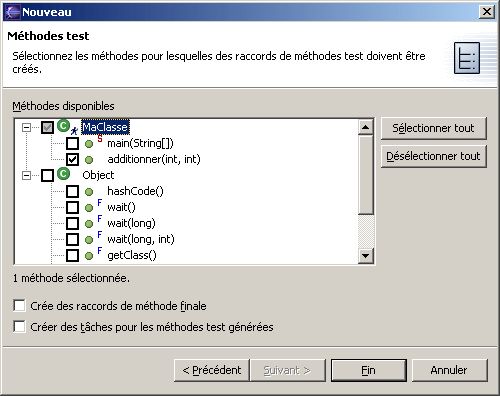 Nouveau
Méthodes test
Sélectionnez les méthodes pour lesquelles des raccords de méthodes test doivent être
créés.
Méthodes disponibles
MaClasse
S main(String[])
additionner(int, int)
Object
hashCode()
F wait()
F wait(long)
F wait(long, int)
F getClass()
Sélectionner tout
Désélectionner tout
1 méthode sélectionnée.
Crée des raccords de méthode finale
Créer des tâches pour les méthodes test générées
< Précédent
Suivant >
Fin
Annuler